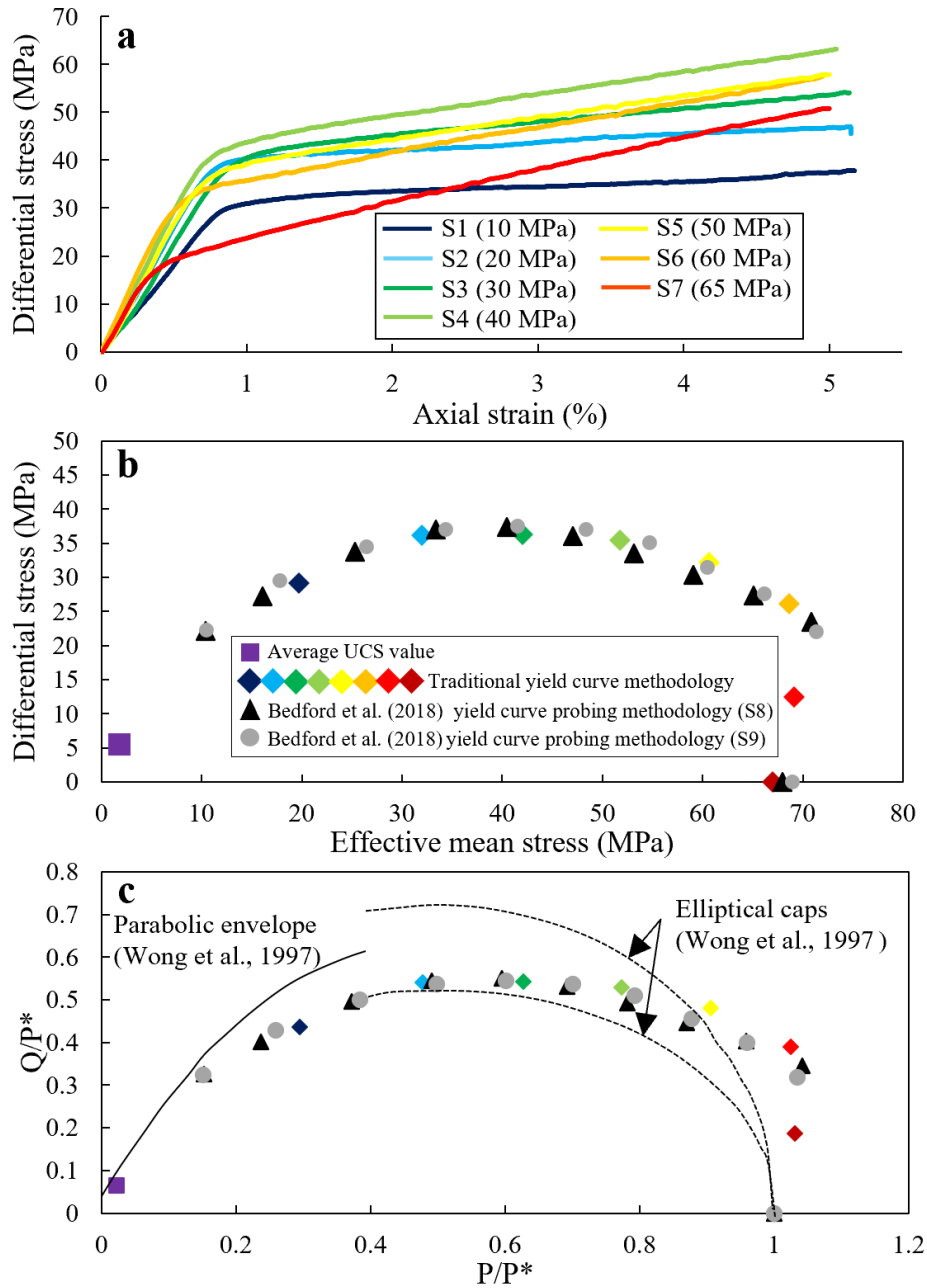 a
Differential stress (MPa)
70
60
50
40
30
20
10
0
S1 (10 MPa)
S2 (20 MPa)
S3 (30 MPa)
S4 (40 MPa)
S5 (50 MPa)
S6 (60 MPa)
S7 (65 MPa)
0
1
2
3
4
5
Axial strain (%)
b
Differential stress (MPa)
50
45
40
35
30
25
20
15
10
5
0
Average UCS value
Traditional yield curve methodology
Bedford et al. (2018) yield curve probing methodology (S8)
Bedford et al. (2018) yield curve probing methodology (S9)
0
10
20
30
40
50
60
70
80
Effective mean stress (MPa)
c
Q/P*
0.8
0.7
0.6
0.5
0.4
0.3
0.2
0.1
0
Parabolic envelope
(Wong et al., 1997)
Elliptical caps
(Wong et al., 1997 )
0
0.2
0.4
0.6
0.8
1
1.2
P/P*